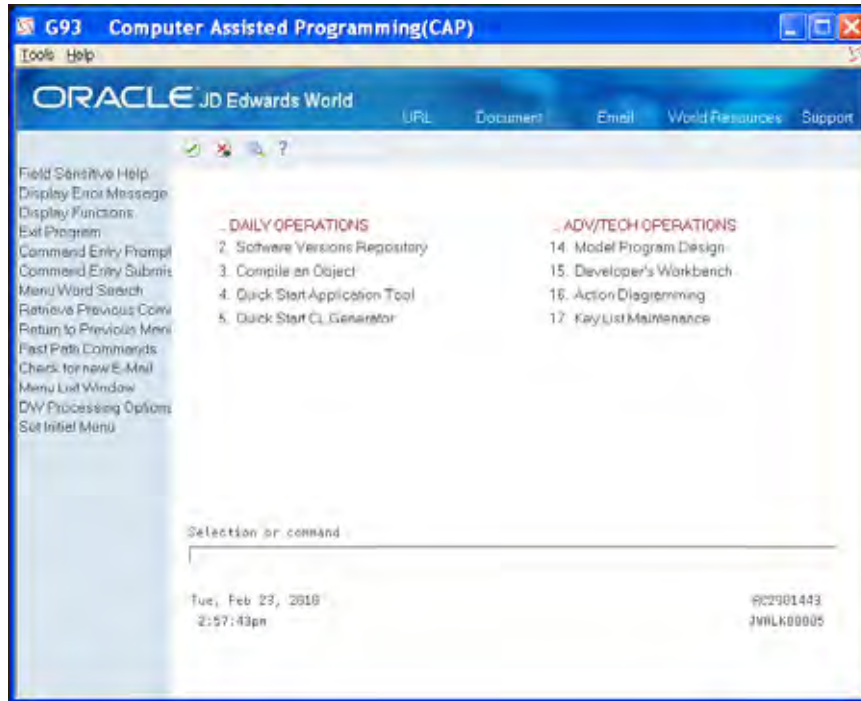 G93 Computer Assisted Programming(CAP)
Tools Help
ORACLE JD Edwards World
URL Document Email World Resources Support
?
Field Sensitive Help
Display Error Message
Display Functions
Exit Program
Command Entry Prompt
Command Entry Submis
Menu Word Search
Retrieve Previous Com
Return to Previous Men
Fast Path Commands
Check for new E-Mail
Menu List Window
DW Processing Options
Set Initial Menu
.. DAILY OPERATIONS
2. Software Versions Repository
3. Compile an Object
4. Quick Start Application Tool
5. Quick Start CL Generator
.. ADV/TECH OPERATIONS
14. Model Program Design
15. Developer's Workbench
16. Action Diagramming
17. Key List Maintenance
Selection or command
Tue, Feb 23, 2010
2:57:43pm